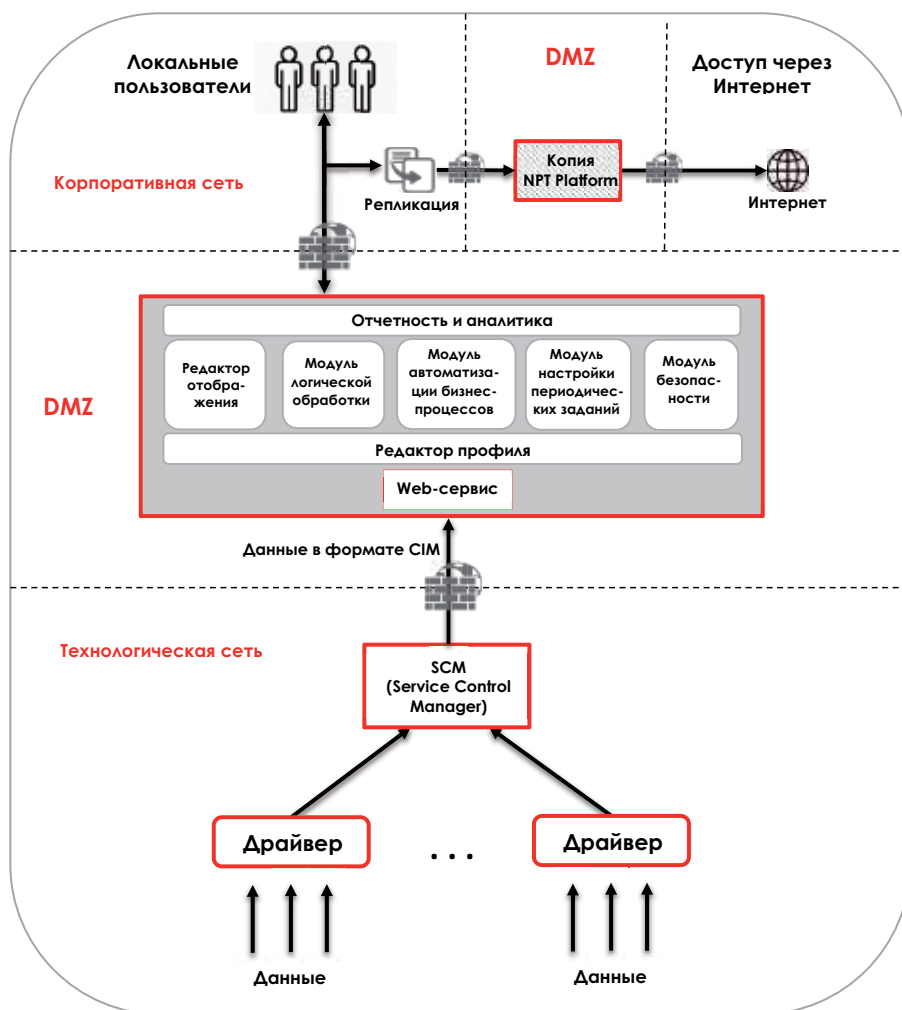 Локальные
пользователи
DMZ
Доступ через
Интернет
Корпоративная сеть
Репликация
Копия
NPT Platform
Интернет
DMZ
Отчетность и аналитика
Редактор
отобра-
жения
Модуль
логической
обработки
Модуль
автоматиза-
ции бизнес-
процессов
Модуль
настройки
периодичес-
ких заданий
Модуль
безопас-
ности
Редактор профиля
Web-сервис
Данные в формате CIM
Технологическая сеть
SCM
(Service Control
Manager)
Драйвер
...
Драйвер
Данные
Данные